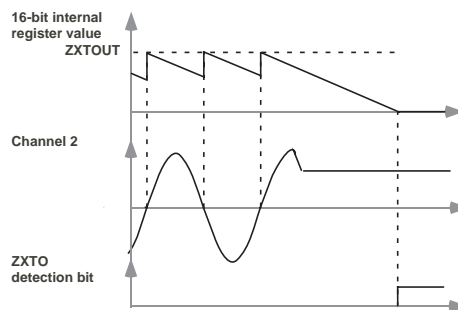 16-bit internal
register value
ZXTOUT
Channel 2
ZXTO
detection bit